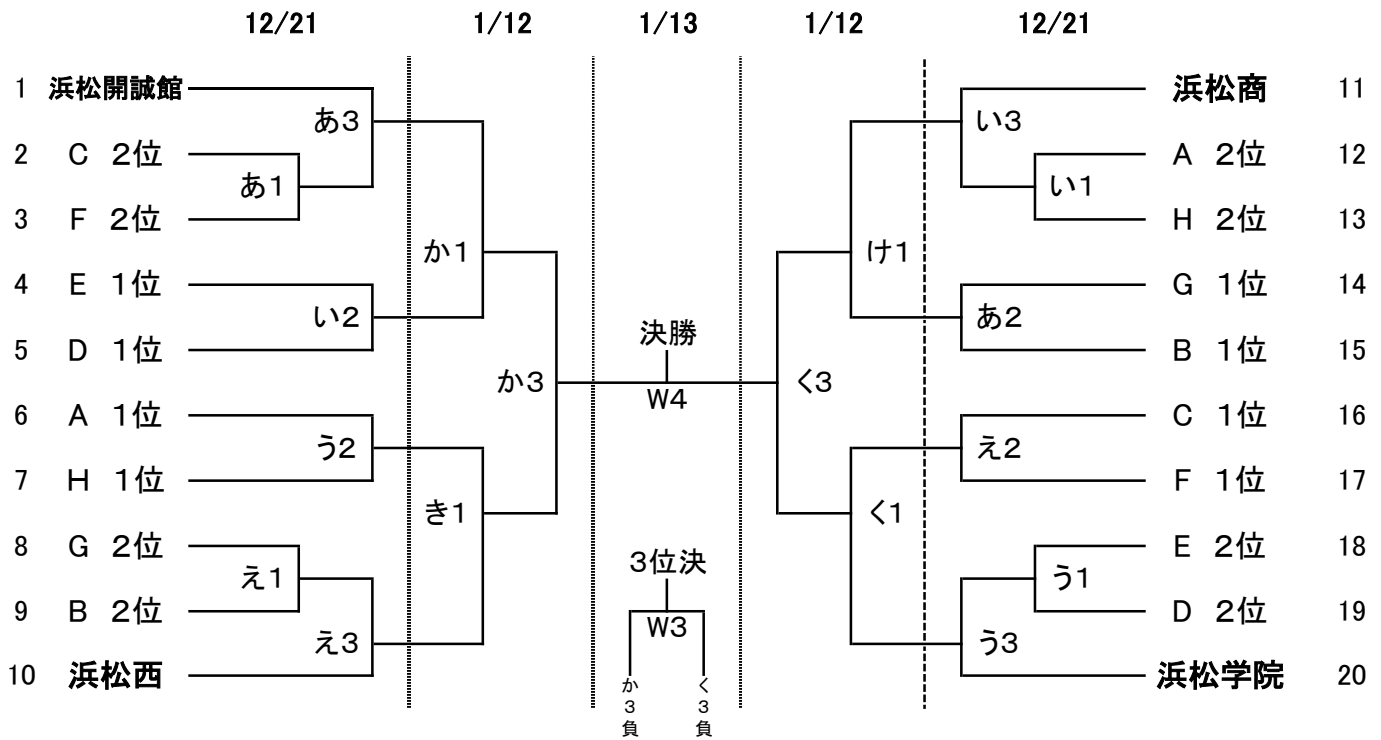 12/21 1/12 1/13 1/12 12/21
1 浜松開誠館
あ3
2 C 2位
あ1
3 F 2位
か1
4 E 1位
い2
5 D 1位
か3
6 A 1位
う2
7 H 1位
き1
8 G 2位
え1
9 B 2位
え3
10 浜松西
決勝
W4
3位決
W3
か3負
く3負
浜松商 11
い3
A 2位 12
い1
H 2位 13
け1
G 1位 14
あ2
B 1位 15
く3
C 1位 16
え2
F 1位 17
く1
E 2位 18
う1
D 2位 19
う3
浜松学院 20